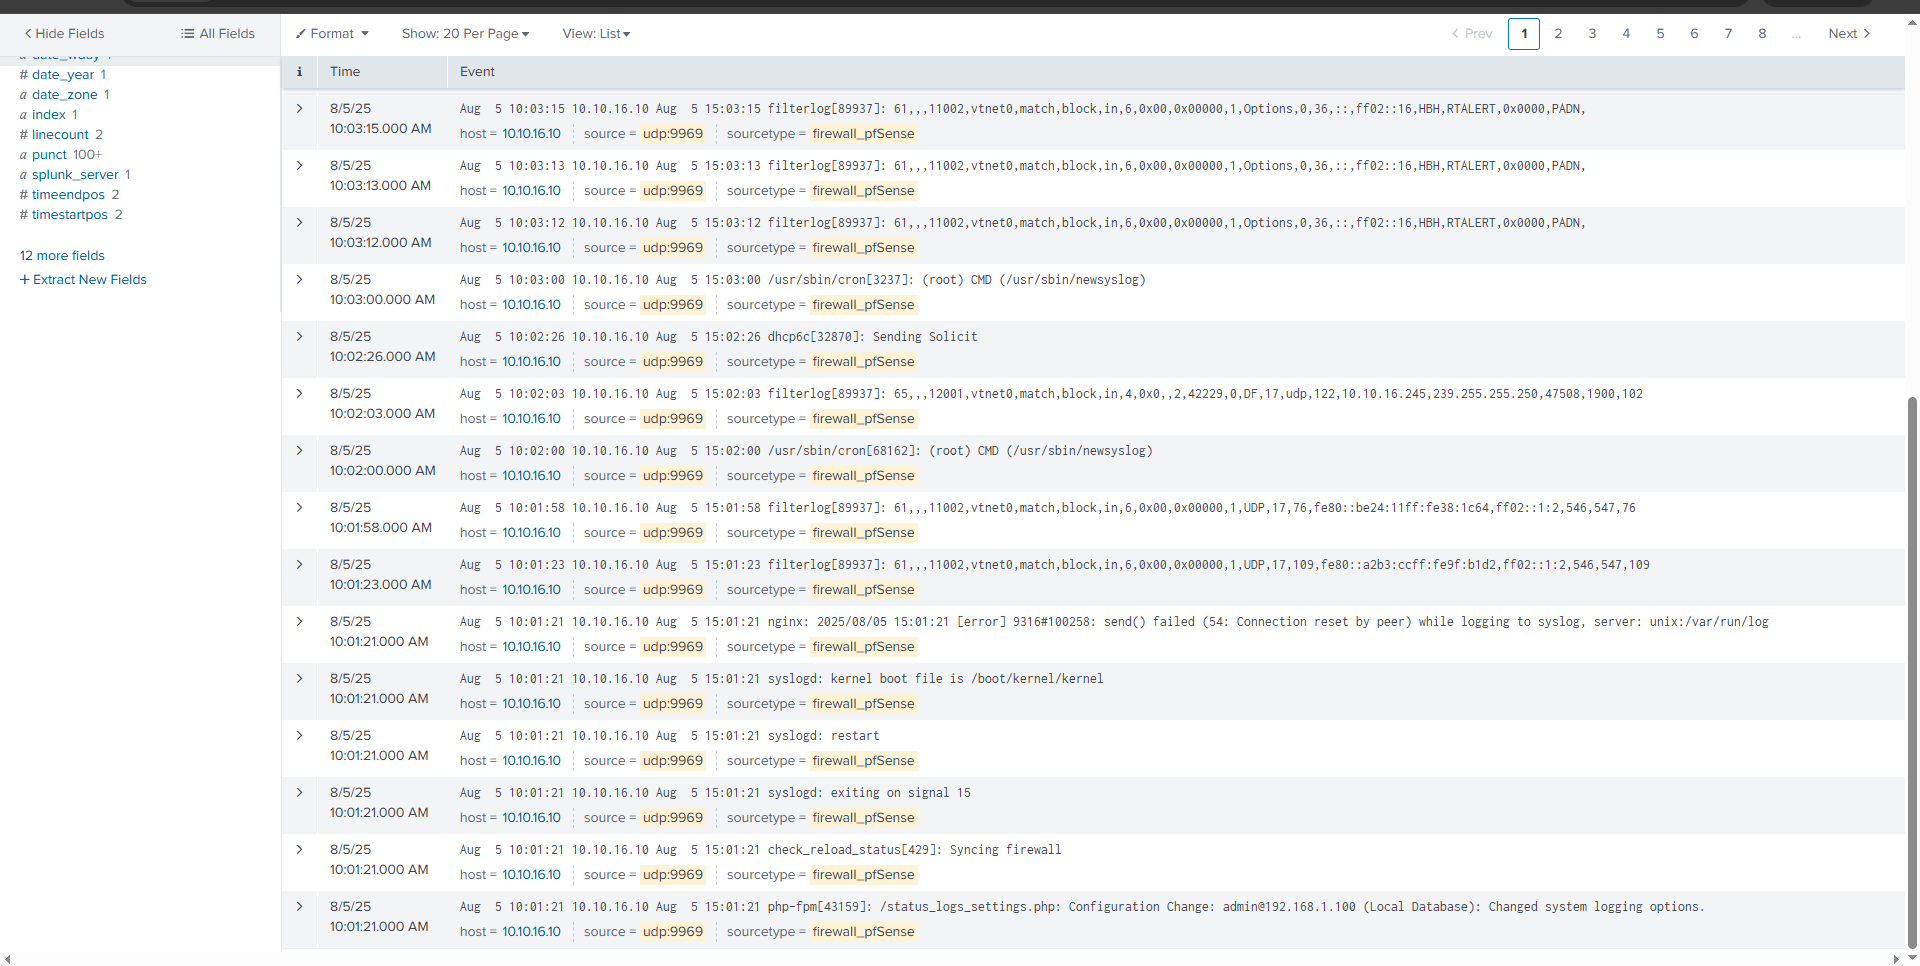 Hide Fields
All Fields
Format
Show: 20 Per Page
View: List
Prev 1 2 3 4 5 6 7 8 ... Next
a date_wday 1
# date_year 1
a date_zone 1
a index 1
# linecount 2
a punct 100+
a splunk_server 1
# timeendpos 2
# timestartpos 2
12 more fields
+ Extract New Fields
i Time Event
8/5/25
10:03:15.000 AM
Aug  5 10:03:15 10.10.16.10 Aug  5 15:03:15 filterlog[89937]: 61,,,11002,vtnet0,match,block,in,6,0x00,0x00000,1,Options,0,36,::,ff02::16,HBH,RTALERT,0x0000,PADN,
host = 10.10.16.10 source = udp:9969 sourcetype = firewall_pfSense
8/5/25
10:03:13.000 AM
Aug  5 10:03:13 10.10.16.10 Aug  5 15:03:13 filterlog[89937]: 61,,,11002,vtnet0,match,block,in,6,0x00,0x00000,1,Options,0,36,::,ff02::16,HBH,RTALERT,0x0000,PADN,
host = 10.10.16.10 source = udp:9969 sourcetype = firewall_pfSense
8/5/25
10:03:12.000 AM
Aug  5 10:03:12 10.10.16.10 Aug  5 15:03:12 filterlog[89937]: 61,,,11002,vtnet0,match,block,in,6,0x00,0x00000,1,Options,0,36,::,ff02::16,HBH,RTALERT,0x0000,PADN,
host = 10.10.16.10 source = udp:9969 sourcetype = firewall_pfSense
8/5/25
10:03:00.000 AM
Aug  5 10:03:00 10.10.16.10 Aug  5 15:03:00 /usr/sbin/cron[3237]: (root) CMD (/usr/sbin/newsyslog)
host = 10.10.16.10 source = udp:9969 sourcetype = firewall_pfSense
8/5/25
10:02:26.000 AM
Aug  5 10:02:26 10.10.16.10 Aug  5 15:02:26 dhcp6c[32870]: Sending Solicit
host = 10.10.16.10 source = udp:9969 sourcetype = firewall_pfSense
8/5/25
10:02:03.000 AM
Aug  5 10:02:03 10.10.16.10 Aug  5 15:02:03 filterlog[89937]: 65,,,12001,vtnet0,match,block,in,4,0x0,,2,42229,0,DF,17,udp,122,10.10.16.245,239.255.255.250,47508,1900,102
host = 10.10.16.10 source = udp:9969 sourcetype = firewall_pfSense
8/5/25
10:02:00.000 AM
Aug  5 10:02:00 10.10.16.10 Aug  5 15:02:00 /usr/sbin/cron[68162]: (root) CMD (/usr/sbin/newsyslog)
host = 10.10.16.10 source = udp:9969 sourcetype = firewall_pfSense
8/5/25
10:01:58.000 AM
Aug  5 10:01:58 10.10.16.10 Aug  5 15:01:58 filterlog[89937]: 61,,,11002,vtnet0,match,block,in,6,0x00,0x00000,1,UDP,17,76,fe80::be24:11ff:fe38:1c64,ff02::1:2,546,547,76
host = 10.10.16.10 source = udp:9969 sourcetype = firewall_pfSense
8/5/25
10:01:23.000 AM
Aug  5 10:01:23 10.10.16.10 Aug  5 15:01:23 filterlog[89937]: 61,,,11002,vtnet0,match,block,in,6,0x00,0x00000,1,UDP,17,109,fe80::a2b3:ccff:fe9f:b1d2,ff02::1:2,546,547,109
host = 10.10.16.10 source = udp:9969 sourcetype = firewall_pfSense
8/5/25
10:01:21.000 AM
Aug  5 10:01:21 10.10.16.10 Aug  5 15:01:21 nginx: 2025/08/05 15:01:21 [error] 9316#100258: send() failed (54: Connection reset by peer) while logging to syslog, server: unix:/var/run/log
host = 10.10.16.10 source = udp:9969 sourcetype = firewall_pfSense
8/5/25
10:01:21.000 AM
Aug  5 10:01:21 10.10.16.10 Aug  5 15:01:21 syslogd: kernel boot file is /boot/kernel/kernel
host = 10.10.16.10 source = udp:9969 sourcetype = firewall_pfSense
8/5/25
10:01:21.000 AM
Aug  5 10:01:21 10.10.16.10 Aug  5 15:01:21 syslogd: restart
host = 10.10.16.10 source = udp:9969 sourcetype = firewall_pfSense
8/5/25
10:01:21.000 AM
Aug  5 10:01:21 10.10.16.10 Aug  5 15:01:21 syslogd: exiting on signal 15
host = 10.10.16.10 source = udp:9969 sourcetype = firewall_pfSense
8/5/25
10:01:21.000 AM
Aug  5 10:01:21 10.10.16.10 Aug  5 15:01:21 check_reload_status[429]: Syncing firewall
host = 10.10.16.10 source = udp:9969 sourcetype = firewall_pfSense
8/5/25
10:01:21.000 AM
Aug  5 10:01:21 10.10.16.10 Aug  5 15:01:21 php-fpm[43159]: /status_logs_settings.php: Configuration Change: admin@192.168.1.100 (Local Database): Changed system logging options.
host = 10.10.16.10 source = udp:9969 sourcetype = firewall_pfSense